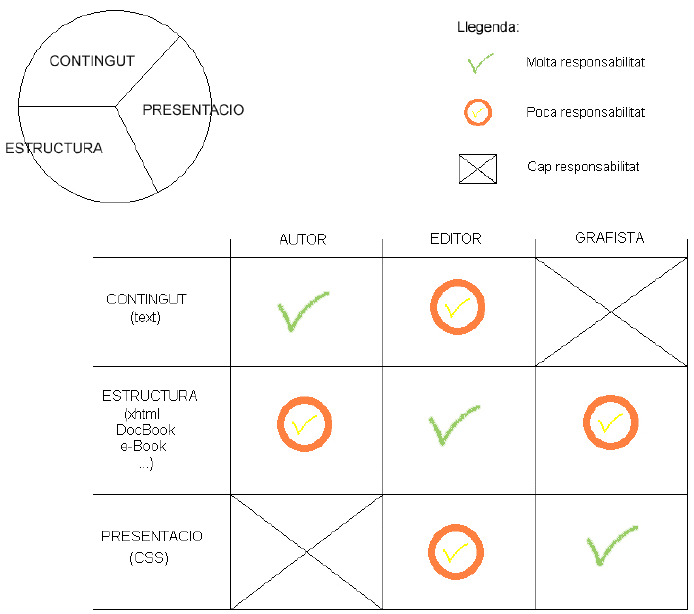 CONTINGUT
PRESENTACIO
ESTRUCTURA
Llegenda:
Molta responsabilitat
Poca responsabilitat
Cap responsabilitat
AUTOR
EDITOR
GRAFISTA
CONTINGUT
(text)
ESTRUCTURA
(xhtml
DocBook
e-Book
...)
PRESENTACIO
(CSS)